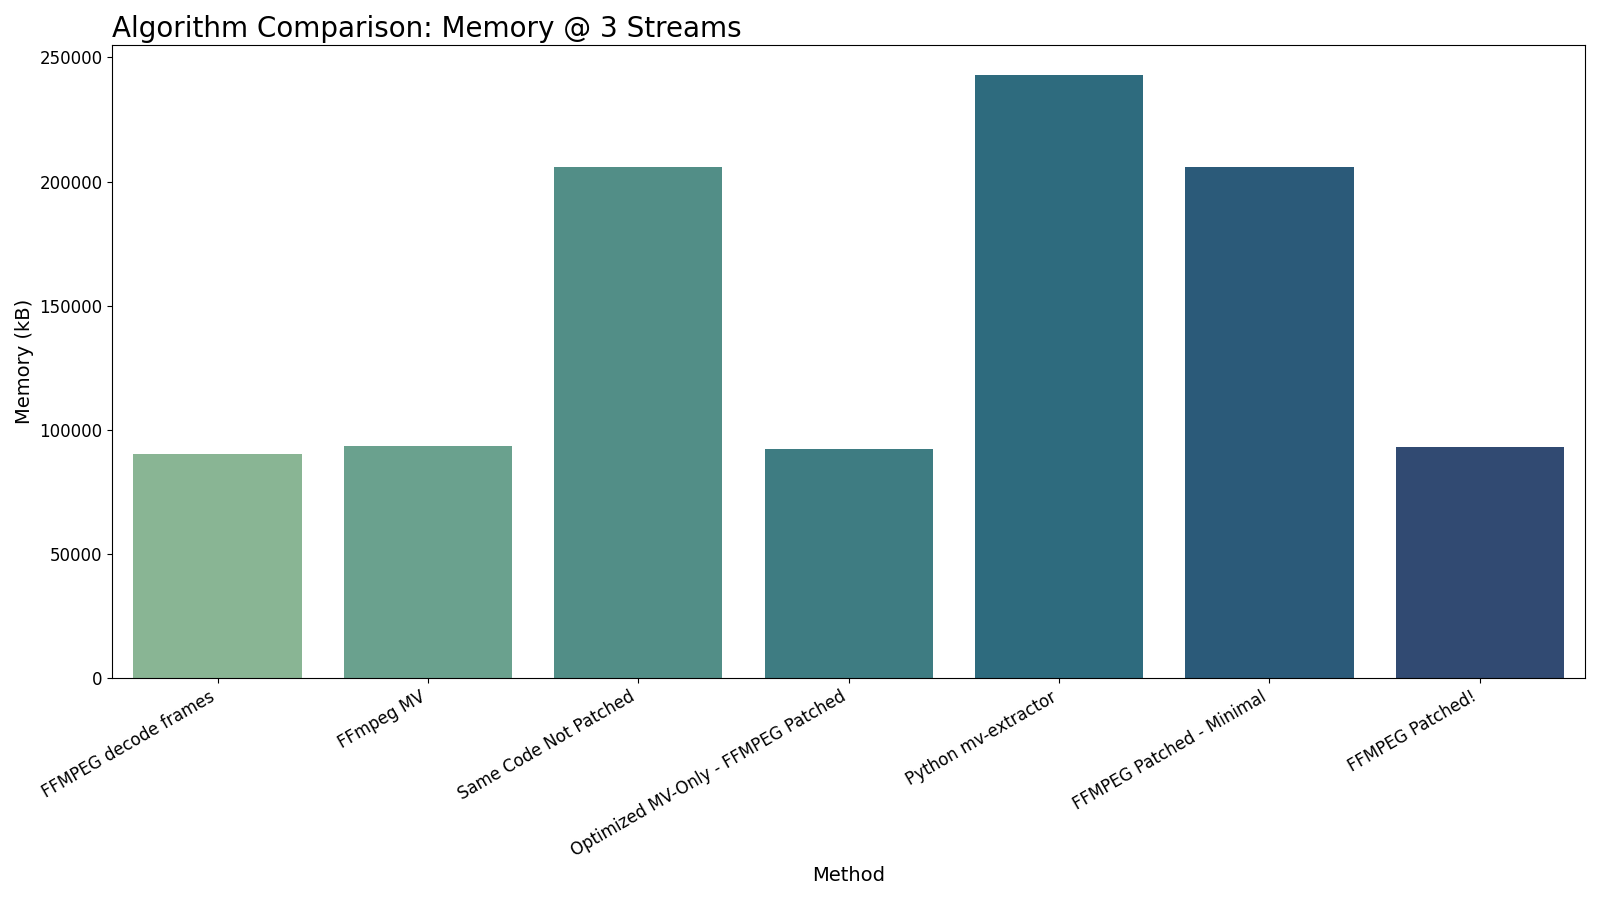 Algorithm Comparison: Memory @ 3 Streams
250000
200000
150000
100000
50000
0
Memory (kB)
FFMPEG decode frames
FFmpeg MV
Same Code Not Patched
Optimized MV-Only - FFMPEG Patched
Python mv-extractor
FFMPEG Patched - Minimal
FFMPEG Patched!
Method